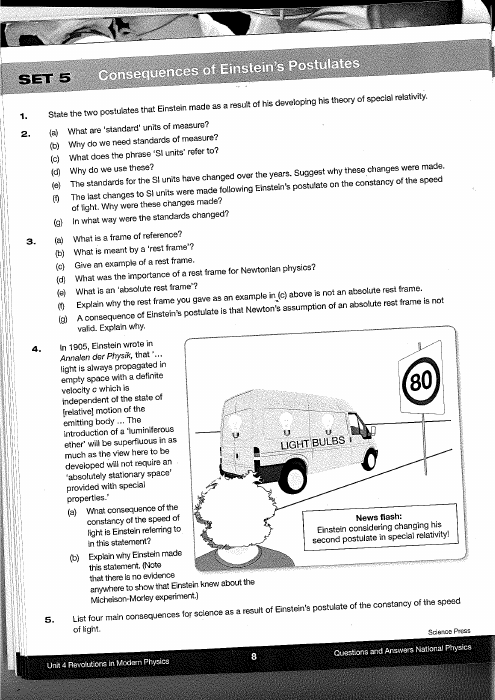 SET 5 Consequences of Einstein's Postulates
1. State the two postulates that Einstein made as a result of his developing his theory of special relativity.
2. (a) What are 'standard' units of measure?
(b) Why do we need standards of measure?
(c) What does the phrase 'SI units' refer to?
(d) Why do we use these?
(e) The standards for the SI units have changed over the years. Suggest why these changes were made.
(f) The last changes to SI units were made following Einstein's postulate on the constancy of the speed
of light. Why were these changes made?
(g) In what way were the standards changed?
3. (a) What is a frame of reference?
(b) What is meant by a 'rest frame'?
(c) Give an example of a rest frame.
(d) What was the importance of a rest frame for Newtonian physics?
(e) What is an 'absolute rest frame'?
(f) Explain why the rest frame you gave as an example in (c) above is not an absolute rest frame.
(g) A consequence of Einstein's postulate is that Newton's assumption of an absolute rest frame is not
valid. Explain why.
4. In 1905, Einstein wrote in
Annalen der Physik, that '...
light is always propagated in
empty space with a definite
velocity c which is
independent of the state of
[relative] motion of the
emitting body ... The
introduction of a 'luminiferous
ether' will be superfluous in as
much as the view here to be
developed will not require an
'absolutely stationary space'
provided with special
properties.'
(a) What consequence of the
constancy of the speed of
light is Einstein referring to
in this statement?
(b) Explain why Einstein made
this statement. (Note
that there is no evidence
anywhere to show that Einstein knew about the
Michelson-Morley experiment.)
80
LIGHT BULBS
News flash:
Einstein considering changing his
second postulate in special relativity!
5. List four main consequences for science as a result of Einstein's postulate of the constancy of the speed
of light.
Science Press
Unit 4 Revolutions in Modern Physics 8 Questions and Answers National Physics